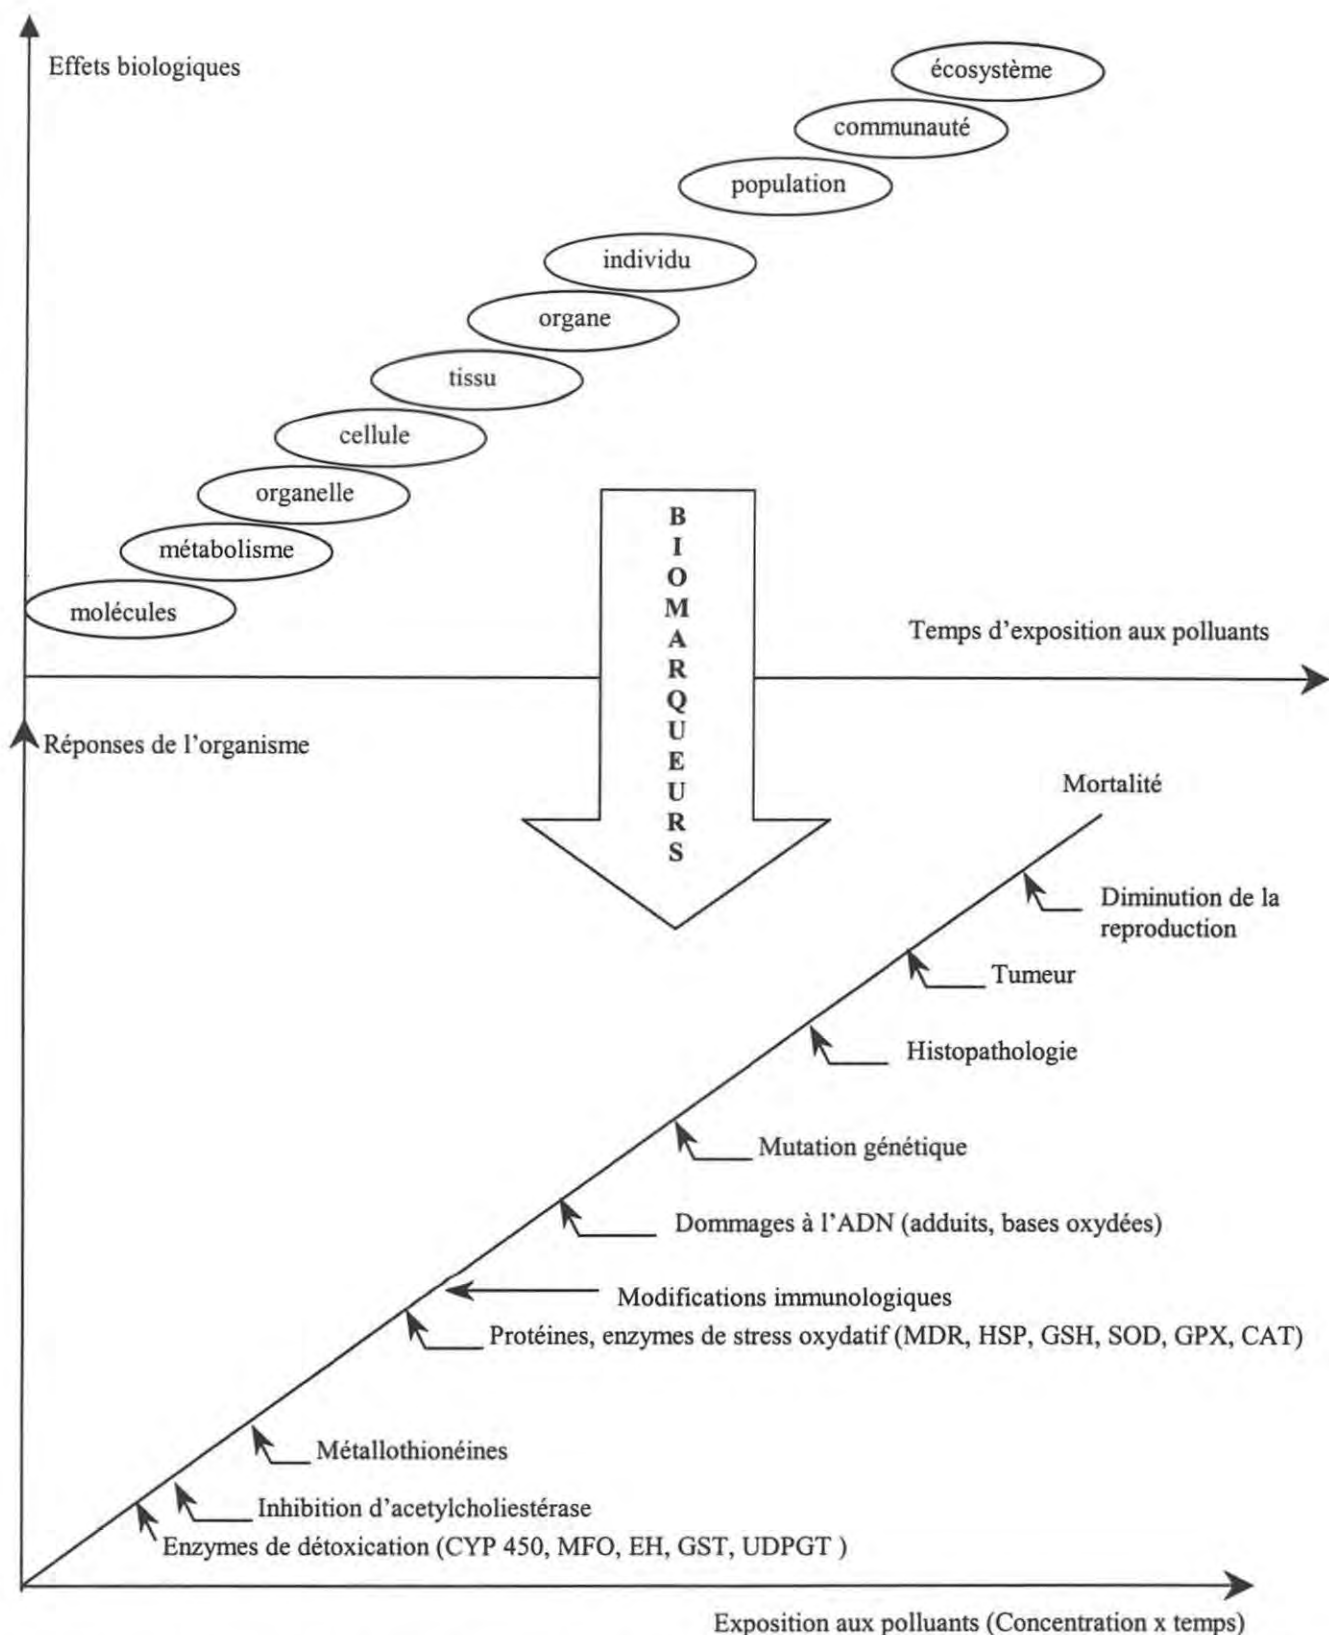 Effets biologiques
écosystème
communauté
population
individu
organe
tissu
cellule
organelle
métabolisme
molécules
BIOMARQUEURS
Temps d'exposition aux polluants
Réponses de l'organisme
Mortalité
Diminution de la
reproduction
Tumeur
Histopathologie
Mutation génétique
Dommages à l'ADN (adduits, bases oxydées)
Modifications immunologiques
Protéines, enzymes de stress oxydatif (MDR, HSP, GSH, SOD, GPX, CAT)
Métallothionéines
Inhibition d'acetylcholiestérase
Enzymes de détoxication (CYP 450, MFO, EH, GST, UDPGT )
Exposition aux polluants (Concentration x temps)